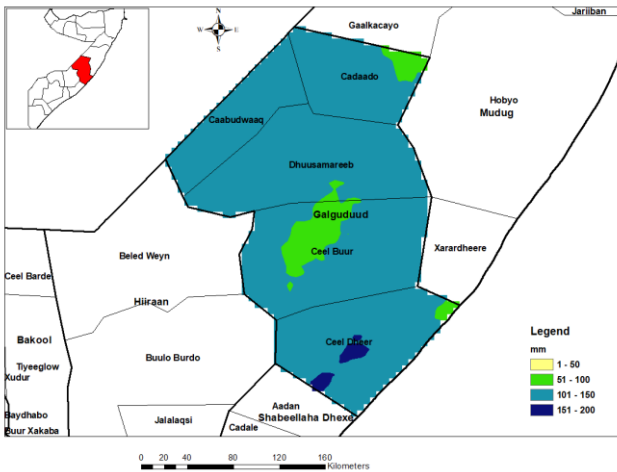 Jariiban
Gaalkacayo
N
W E
S
Cadaado
Hobyo
Mudug
Caabudwaaq
Dhuusamareeb
Galguduud
Ceel Buur
Xarardheere
Beled Weyn
Ceel Barde
Hiiraan
Bakool
Tiyeeglow
Xudur
Buulo Burdo
Ceel Dheer
Baydhabo
Buur Xakaba
Jalalaqsi
Aadan
Shabeellaha Dhexe
Cadale
Legend
mm
1 - 50
51 - 100
101 - 150
151 - 200
0 20 40 80 120 160
Kilometers